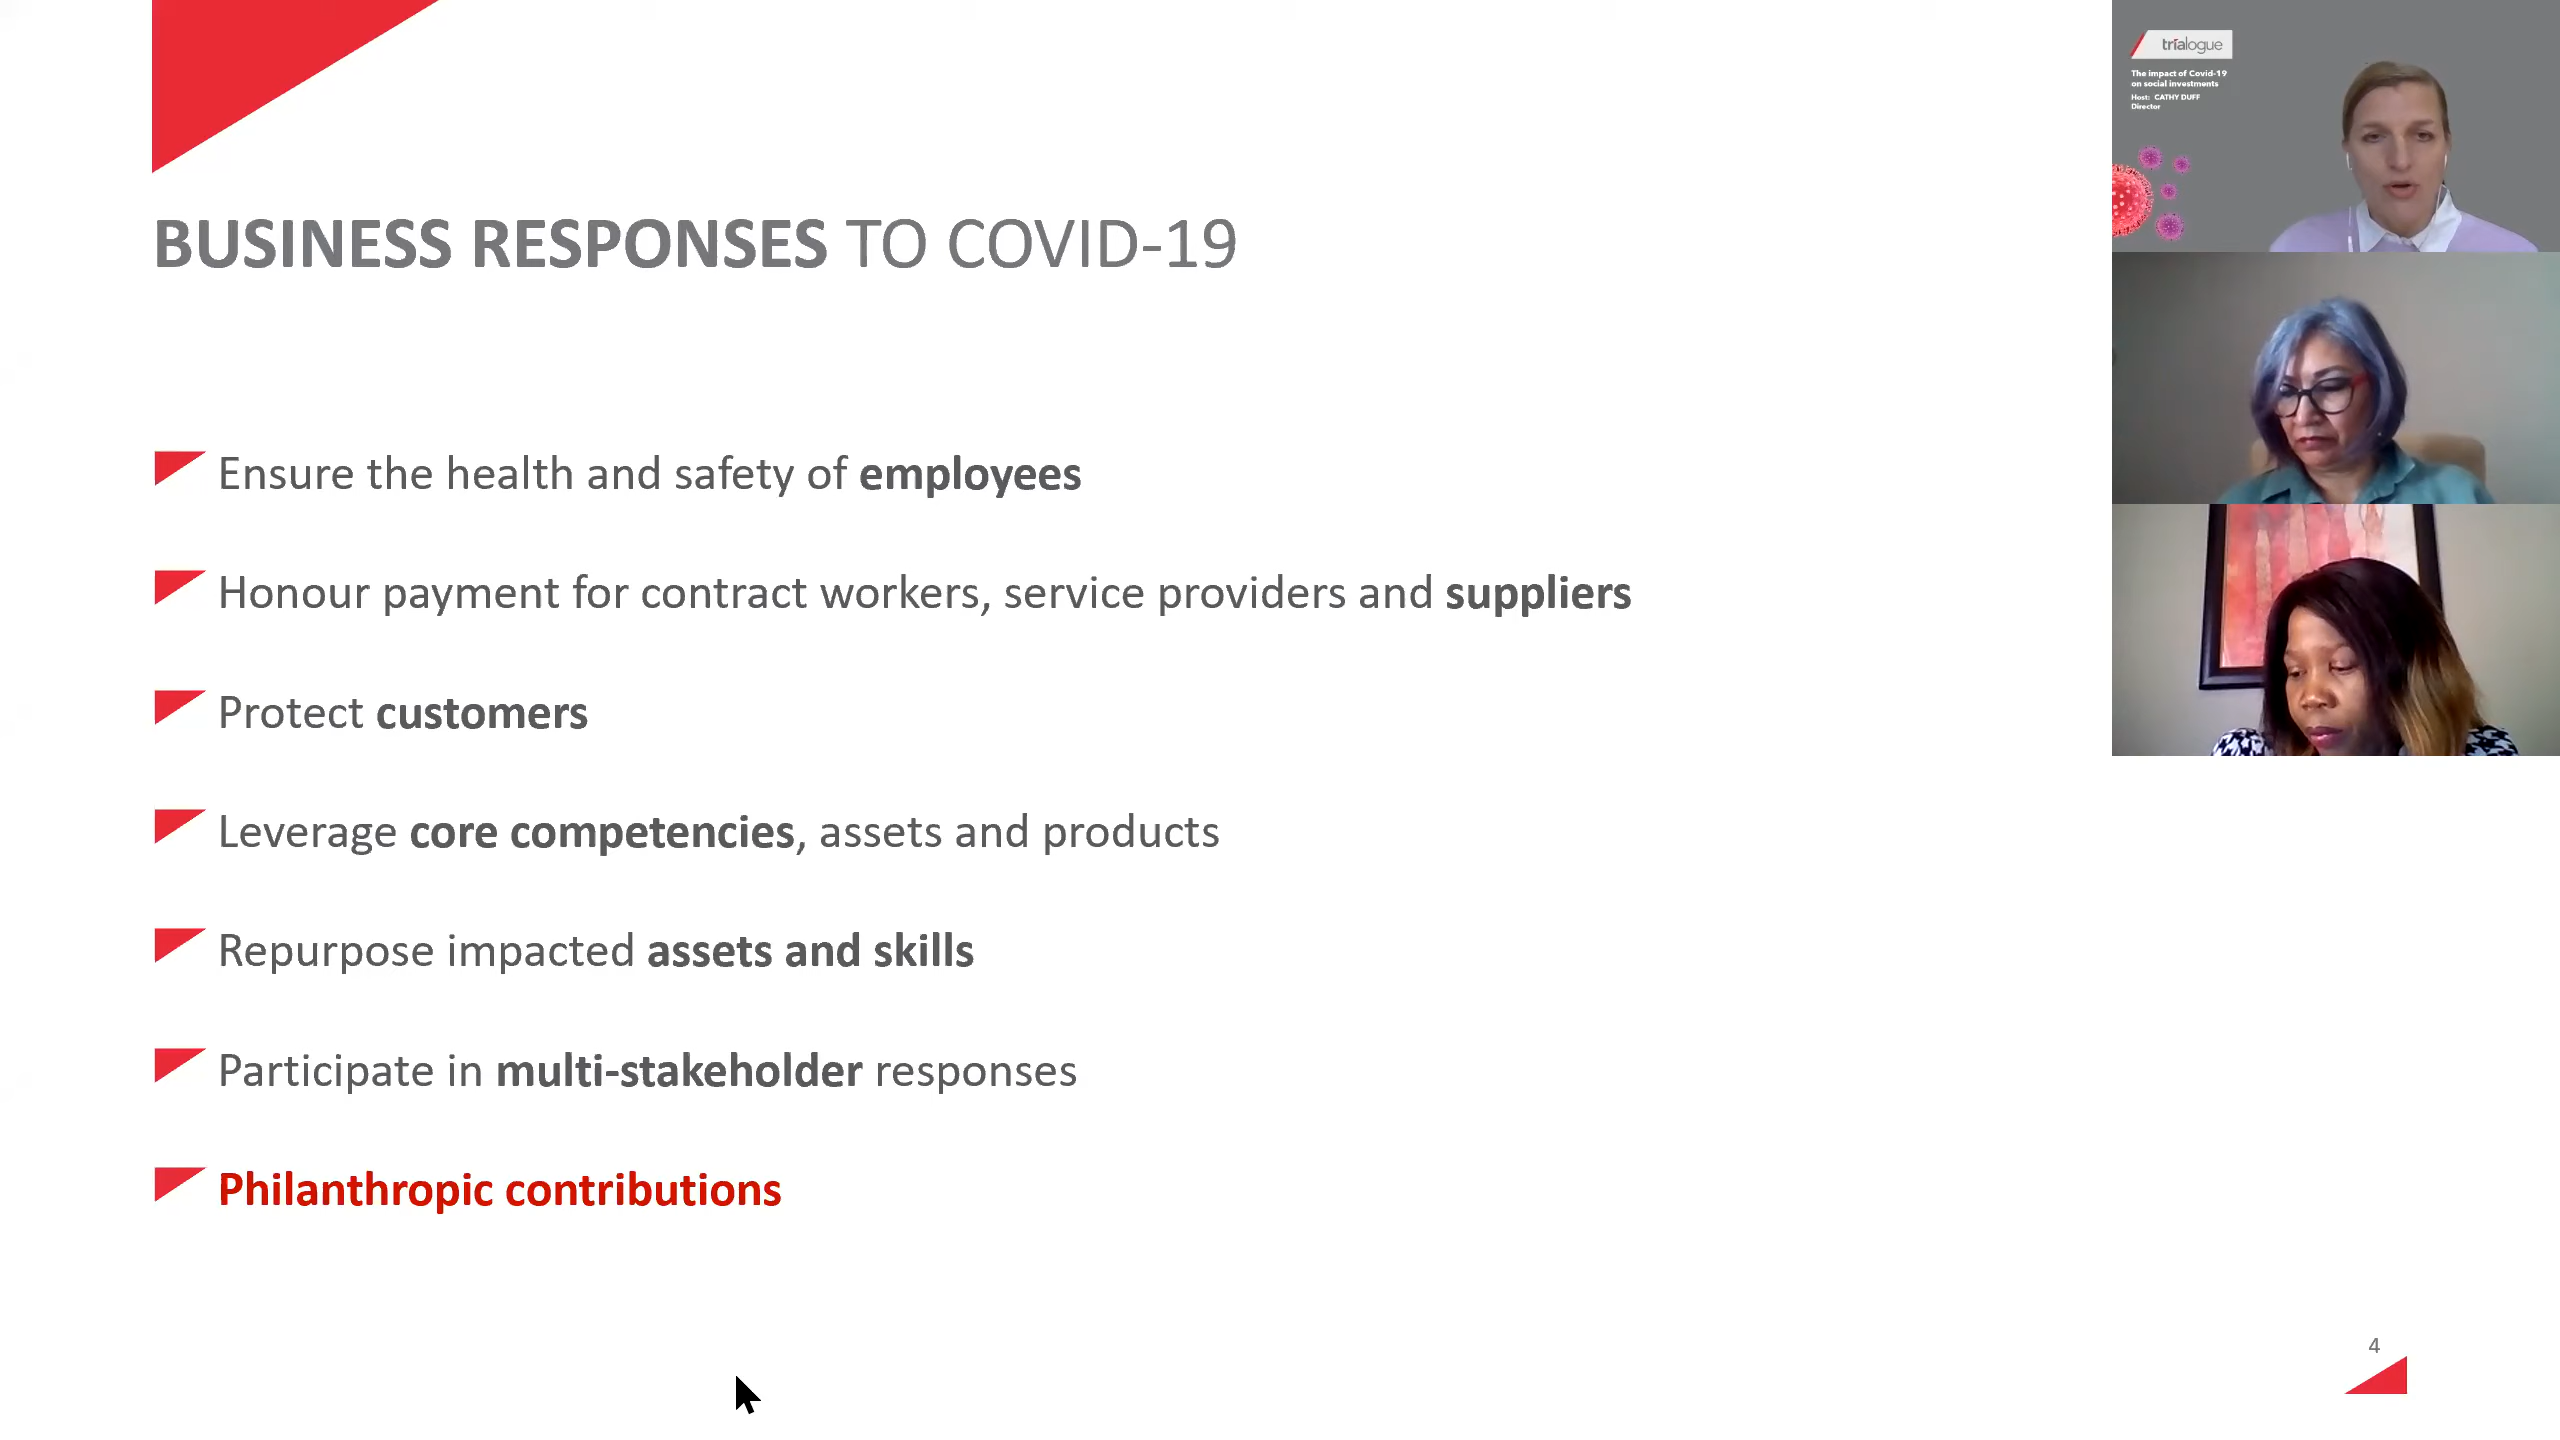 BUSINESS RESPONSES TO COVID-19
Ensure the health and safety of employees
Honour payment for contract workers, service providers and suppliers
Protect customers
Leverage core competencies, assets and products
Repurpose impacted assets and skills
Participate in multi-stakeholder responses
Philanthropic contributions
4
trialogue
The impact of Covid-19
on social investments
Host: CATHY DUFF
Director